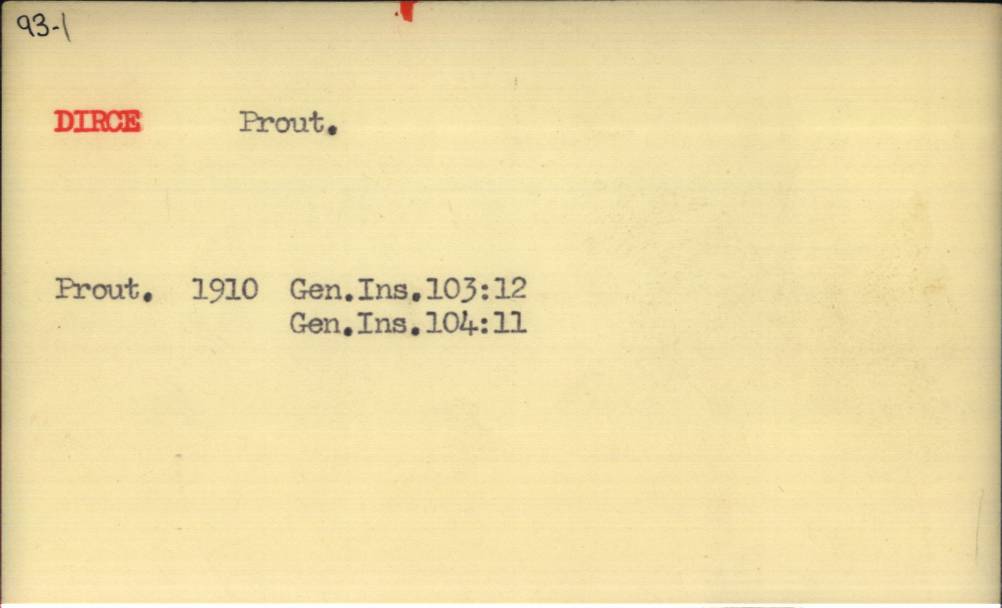 93-1
DIRCE Prout.
Prout. 1910 Gen.Ins.103:12
Gen.Ins.104:11